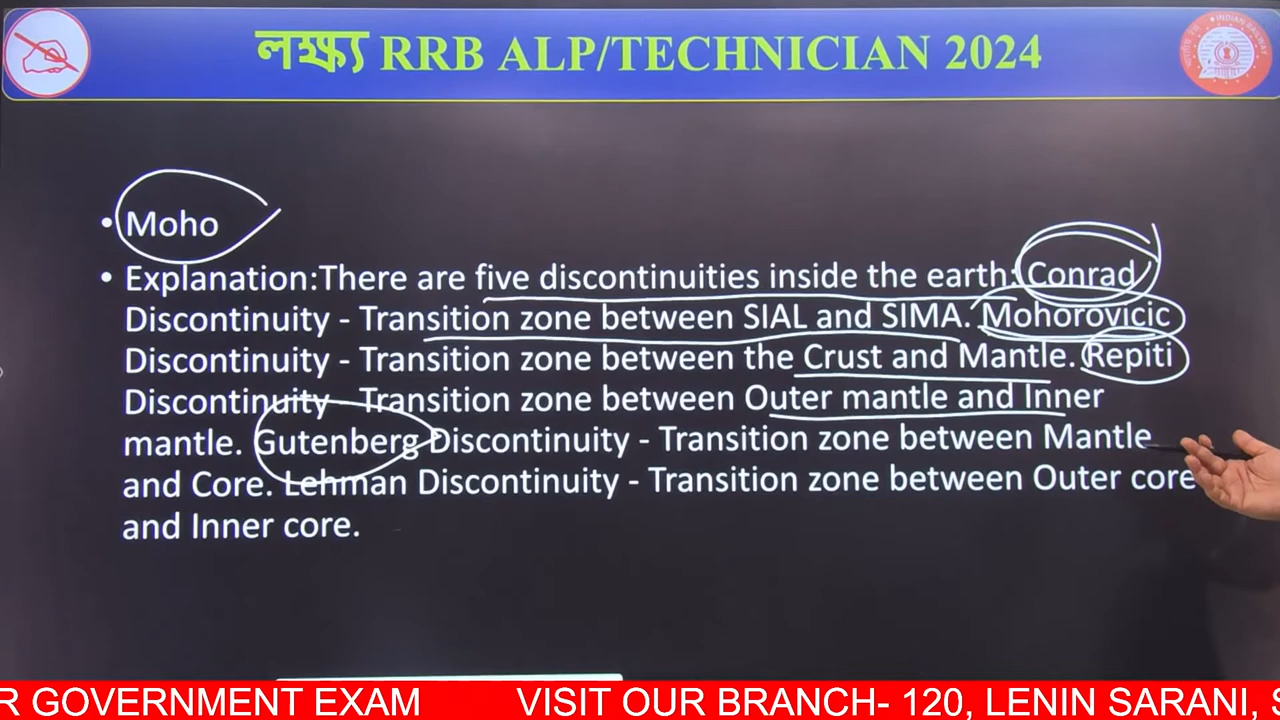 লক্ষ্য RRB ALP/TECHNICIAN 2024
INDIAN RAILWAY
• Moho
• Explanation:There are five discontinuities inside the earth: Conrad
Discontinuity - Transition zone between SIAL and SIMA. Mohorovicic
Discontinuity - Transition zone between the Crust and Mantle. Repiti
Discontinuity - Transition zone between Outer mantle and Inner
mantle. Gutenberg Discontinuity - Transition zone between Mantle
and Core. Lehman Discontinuity - Transition zone between Outer core
and Inner core.
R GOVERNMENT EXAM VISIT OUR BRANCH- 120, LENIN SARANI, S